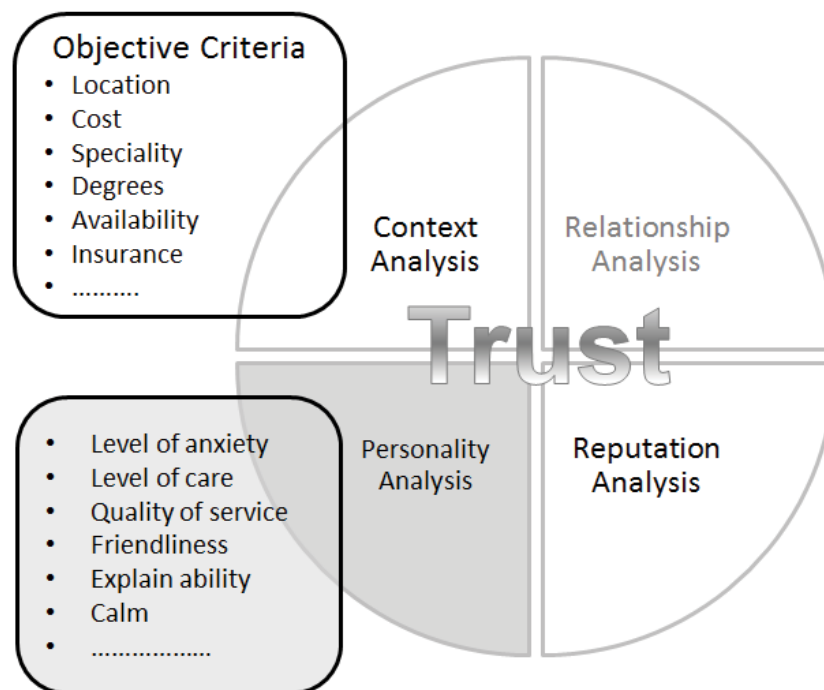 Objective Criteria
• Location
• Cost
• Speciality
• Degrees
• Availability
• Insurance
• ……….
Context
Analysis
Relationship
Analysis
Trust
• Level of anxiety
• Level of care
• Quality of service
• Friendliness
• Explain ability
• Calm
• ………………
Personality
Analysis
Reputation
Analysis